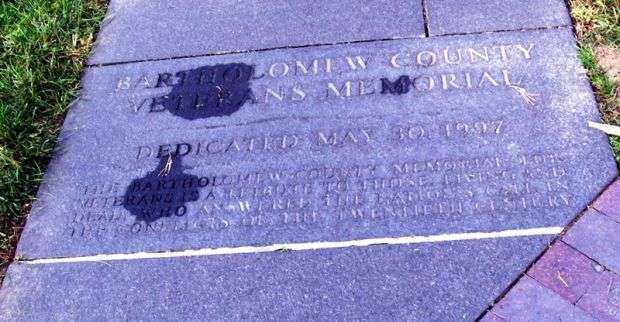 BARTHOLOMEW COUNTY
VETERANS MEMORIAL
DEDICATED MAY 30, 1997
THE BARTHOLOMEW COUNTY MEMORIAL FOR
VETERANS IS A TRIBUTE TO THOSE LIVING AND
DEAD WHO ANSWERED THE CALL IN
THE CONFLICTS OF THE TWENTIETH CENTURY